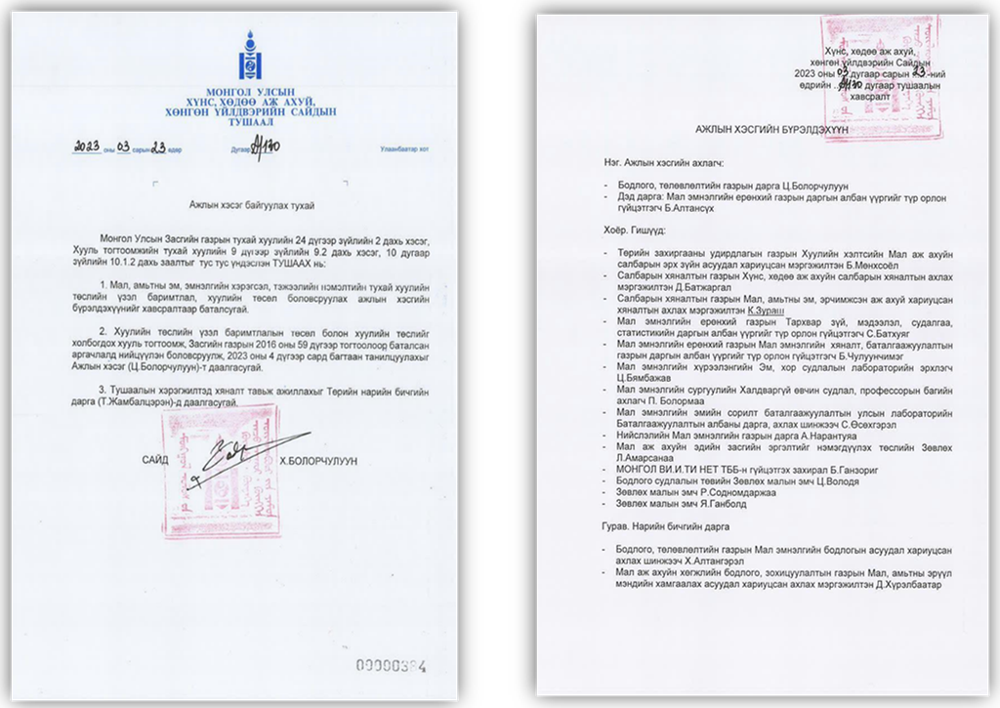 МОНГОЛ УЛСЫН
ХҮНС, ХӨДӨӨ АЖ АХУЙ,
ХӨНГӨН ҮЙЛДВЭРИЙН САЙДЫН
ТУШААЛ
2023 оны 03 сарын 23 өдөр Дугаар А/130 Улаанбаатар хот
Ажлын хэсэг байгуулах тухай
Монгол Улсын Засгийн газрын тухай хуулийн 24 дүгээр зүйлийн 2 дахь хэсэг,
Хууль тогтоомжийн тухай хуулийн 9 дүгээр зүйлийн 9.2 дахь хэсэг, 10 дугаар
зүйлийн 10.1.2 дахь заалтыг тус тус үндэслэн ТУШААХ нь:
1. Мал, амьтны эм, эмнэлгийн хэрэгсэл, тэжээлийн нэмэлтийн тухай хуулийн
төслийн үзэл баримтлал, хуулийн төсөл боловсруулах ажлын хэсгийн
бүрэлдэхүүнийг хавсралтаар баталсугай.
2. Хуулийн төслийн үзэл баримтлалын төсөл болон хуулийн төслийг
холбогдох хууль тогтоомж, Засгийн газрын 2016 оны 59 дүгээр тогтоолоор баталсан
аргачлалд нийцүүлэн боловсруулж, 2023 оны 4 дүгээр сард багтаан танилцуулахыг
Ажлын хэсэг (Ц.Болорчулуун)-т даалгасугай.
3. Тушаалын хэрэгжилтэд хяналт тавьж ажиллахыг Төрийн нарийн бичгийн
дарга (Т.Жамбалцэрэн)-д даалгасугай.
САЙД Х.БОЛОРЧУЛУУН
Хүнс, хөдөө аж ахуй,
хөнгөн үйлдвэрийн Сайдын
2023 оны 03 дугаар сарын 23-ний
өдрийн А/130 дугаар тушаалын
хавсралт
АЖЛЫН ХЭСГИЙН БҮРЭЛДЭХҮҮН
Нэг. Ажлын хэсгийн ахлагч:
- Бодлого, төлөвлөлтийн газрын дарга Ц.Болорчулуун
- Дэд дарга: Мал эмнэлгийн ерөнхий газрын даргын албан үүргийг түр орлон
гүйцэтгэгч Б.Алтансүх
Хоёр. Гишүүд:
- Төрийн захиргааны удирдлагын газрын Хуулийн хэлтсийн Мал аж ахуйн
салбарын эрх зүйн асуудал хариуцсан мэргэжилтэн Б.Мөнхсоёл
- Салбарын хяналтын газрын Хүнс, хөдөө аж ахуйн салбарын хяналтын ахлах
мэргэжилтэн Д.Батжаргал
- Салбарын хяналтын газрын Мал, амьтны эм, эрчимжсэн аж ахуй хариуцсан
хяналтын ахлах мэргэжилтэн К.Зураш
- Мал эмнэлгийн ерөнхий газрын Тархвар зүй, мэдээлэл, судалгаа,
статистикийн даргын албан үүргийг түр орлон гүйцэтгэгч С.Батхуяг
- Мал эмнэлгийн ерөнхий газрын Мал эмнэлгийн хяналт, баталгаажуулалтын
газрын даргын албан үүргийг түр орлон гүйцэтгэгч Б.Чулуунчимэг
- Мал эмнэлгийн хүрээлэнгийн Эм, хор судлалын лабораторийн эрхлэгч
Ц.Бямбажав
- Мал эмнэлгийн сургуулийн Халдваргүй өвчин судлал, профессорын багийн
ахлагч П. Болормаа
- Мал эмнэлгийн эмийн сорилт баталгаажуулалтын улсын лабораторийн
Баталгаажуулалтын албаны дарга, ахлах шинжээч С.Өсөхгэрэл
- Нийслэлийн Мал эмнэлгийн газрын дарга А.Нарантуяа
- Мал аж ахуйн эдийн засгийн эргэлтийг нэмэгдүүлэх төслийн Зөвлөх
Л.Амарсанаа
- МОНГОЛ ВИ.И.ТИ НЕТ ТББ-н гүйцэтгэх захирал Б.Ганзориг
- Бодлого судлалын төвийн Зөвлөх малын эмч Ц.Володя
- Зөвлөх малын эмч Р.Содномдаржаа
- Зөвлөх малын эмч Я.Ганболд
Гурав. Нарийн бичгийн дарга
- Бодлого, төлөвлөлтийн газрын Мал эмнэлгийн бодлогын асуудал хариуцсан
ахлах шинжээч Х.Алтангэрэл
- Мал аж ахуйн хөгжлийн бодлого, зохицуулалтын газрын Мал, амьтны эрүүл
мэндийн хамгаалах асуудал хариуцсан ахлах мэргэжилтэн Д.Хүрэлбаатар